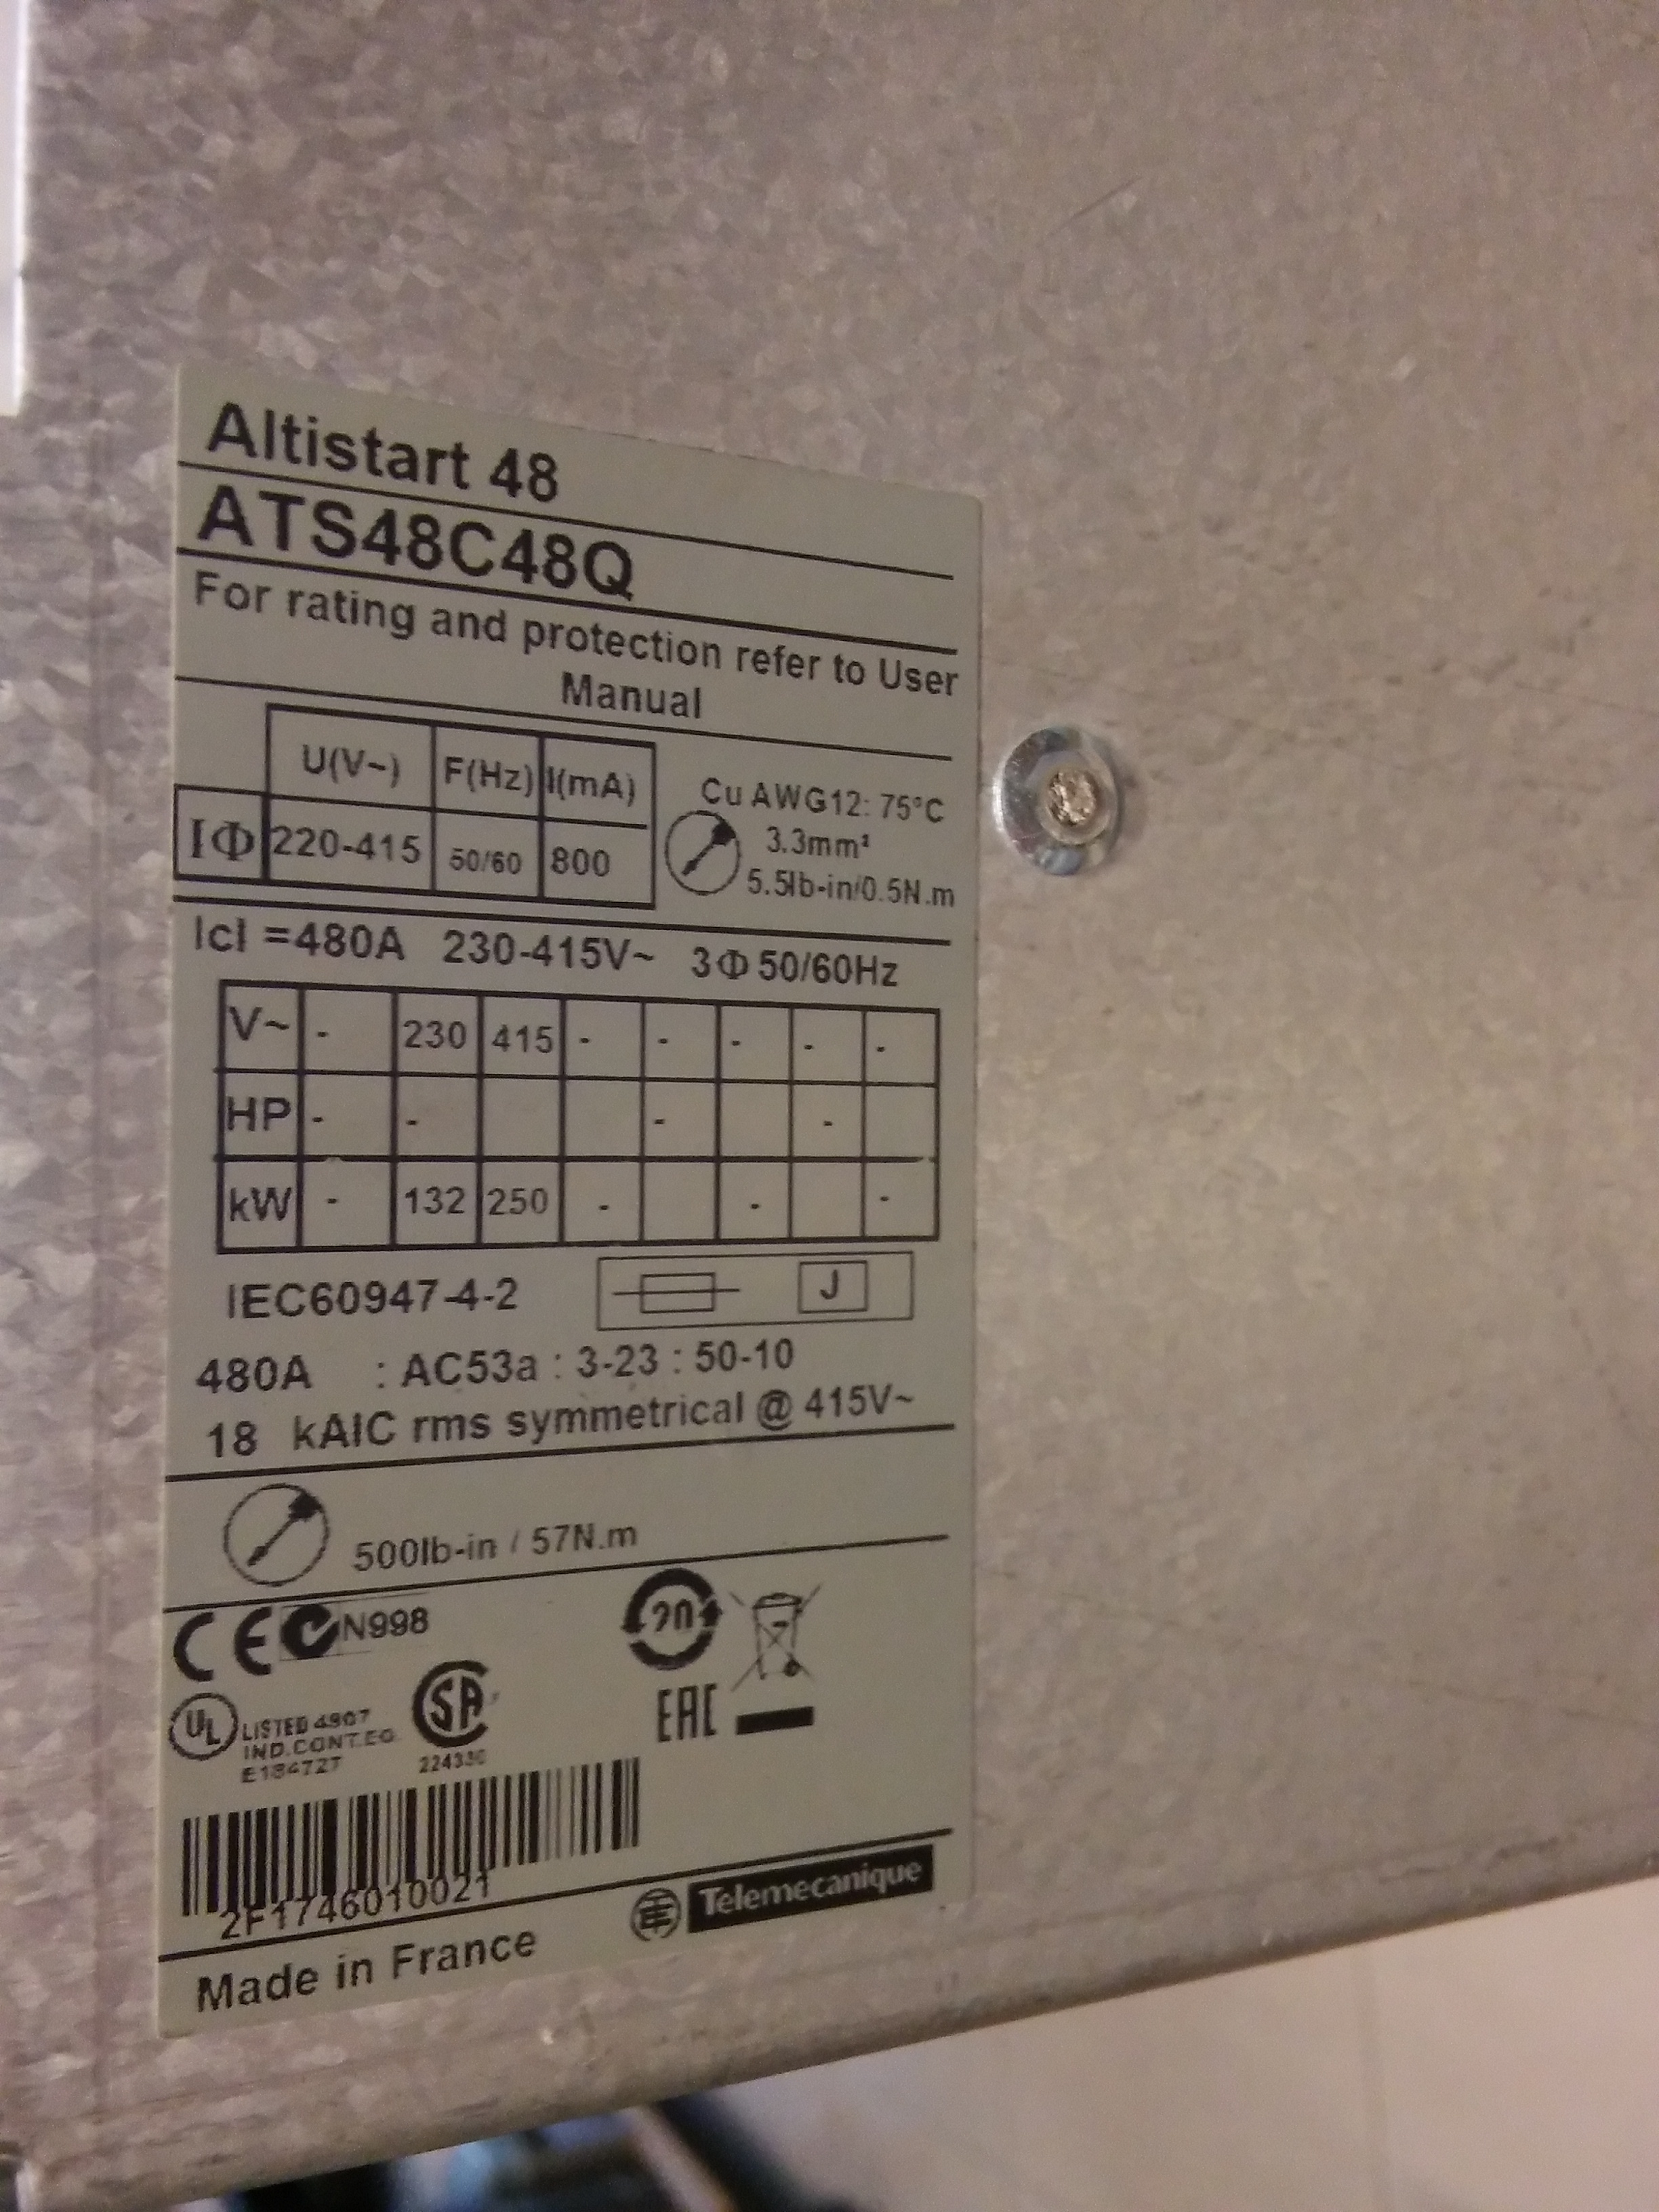 Altistart 48
ATS48C48Q
For rating and protection refer to User
Manual
U(V~) F(Hz) I(mA)
IΦ 220-415 50/60 800
Cu AWG12: 75°C
3.3mm²
5.5lb-in/0.5N.m
Icl =480A 230-415V~ 3Φ 50/60Hz
V~ - 230 415 - - - - -
HP - - - -
kW - 132 250 - - -
IEC60947-4-2 J
480A : AC53a : 3-23 : 50-10
18 kAIC rms symmetrical @ 415V~
500lb-in / 57N.m
CE N998
20
UL LISTED 4907
IND.CONT.EQ.
SA
EAC
2F1746010021
Telemecanique
Made in France